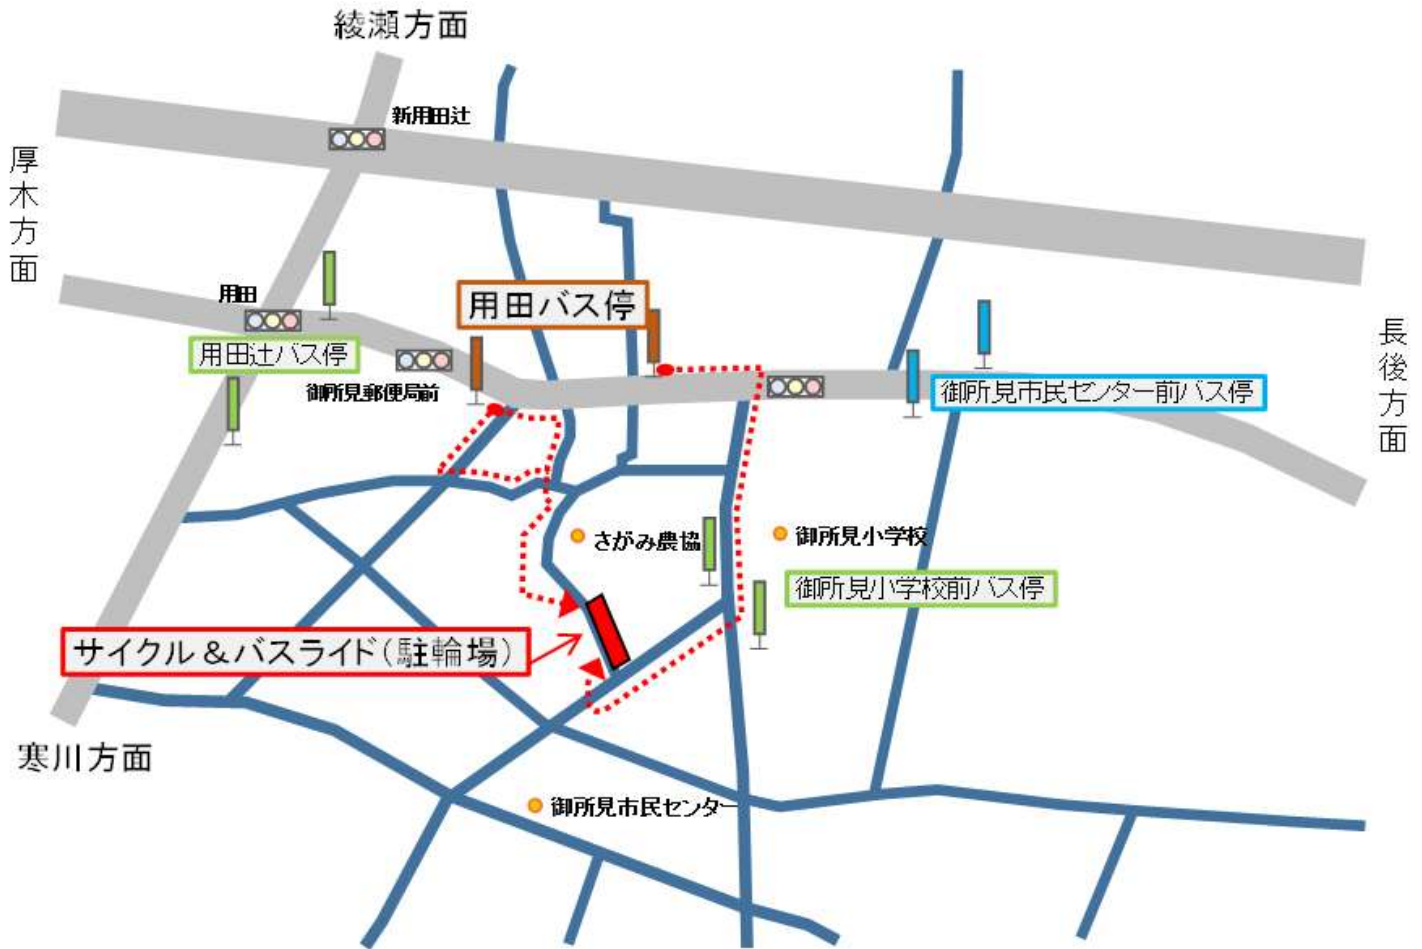 綾瀬方面
新用田辻
厚木方面
用田
用田バス停
用田辻バス停
長後方面
御所見郵便局前
御所見市民センター前バス停
さがみ農協
御所見小学校
御所見小学校前バス停
サイクル＆バスライド（駐輪場）
寒川方面
御所見市民センター